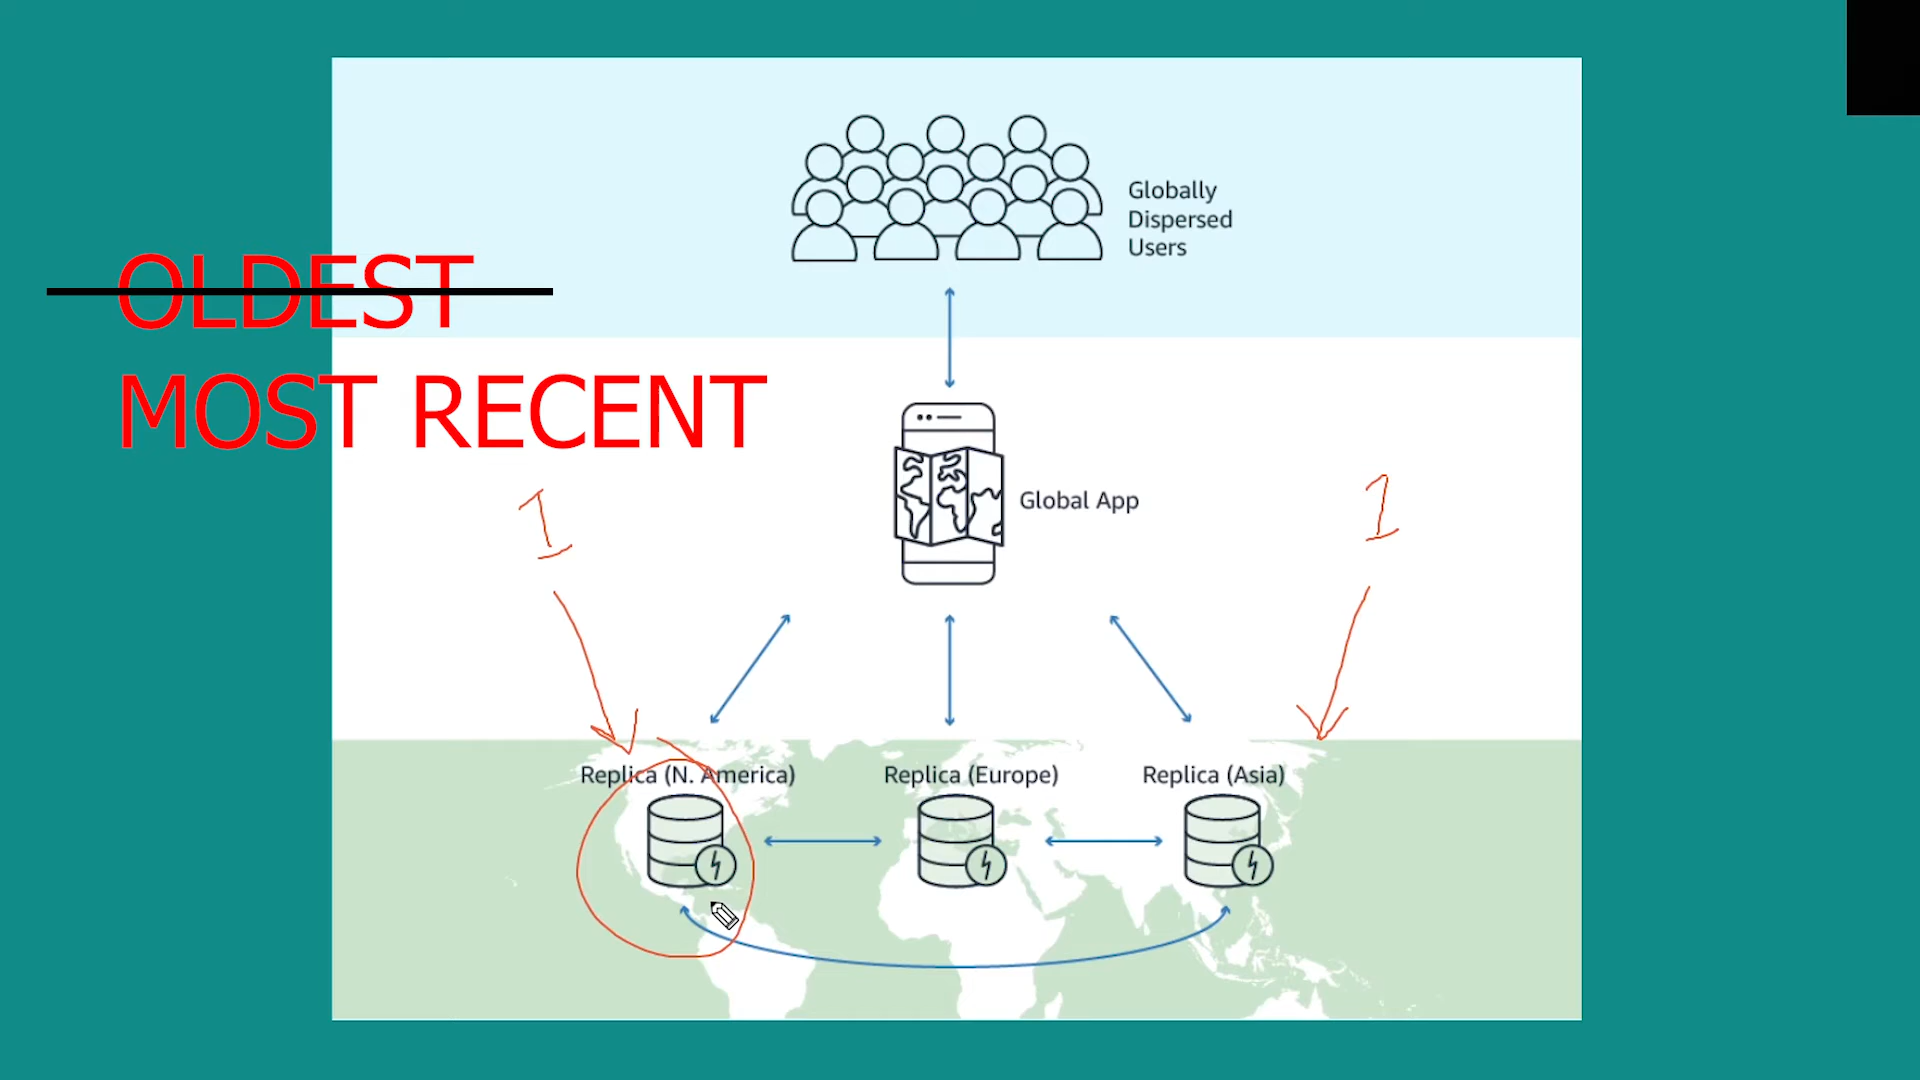 Globally
Dispersed
Users
OLDEST
MOST RECENT
Global App
1
1
Replica (N. America)
Replica (Europe)
Replica (Asia)